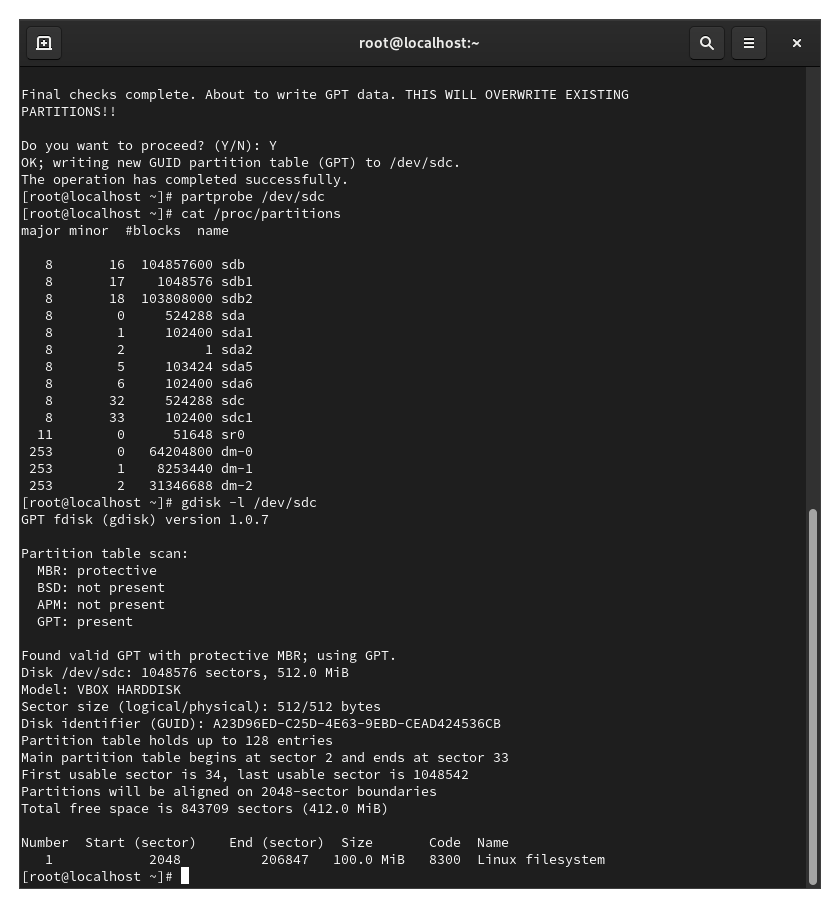 root@localhost:~
Final checks complete. About to write GPT data. THIS WILL OVERWRITE EXISTING
PARTITIONS!!

Do you want to proceed? (Y/N): Y
OK; writing new GUID partition table (GPT) to /dev/sdc.
The operation has completed successfully.
[root@localhost ~]# partprobe /dev/sdc
[root@localhost ~]# cat /proc/partitions
major minor  #blocks  name

   8       16  104857600 sdb
   8       17    1048576 sdb1
   8       18  103808000 sdb2
   8        0     524288 sda
   8        1     102400 sda1
   8        2          1 sda2
   8        5     103424 sda5
   8        6     102400 sda6
   8       32     524288 sdc
   8       33     102400 sdc1
  11        0      51648 sr0
 253        0   64204800 dm-0
 253        1    8253440 dm-1
 253        2   31346688 dm-2
[root@localhost ~]# gdisk -l /dev/sdc
GPT fdisk (gdisk) version 1.0.7

Partition table scan:
  MBR: protective
  BSD: not present
  APM: not present
  GPT: present

Found valid GPT with protective MBR; using GPT.
Disk /dev/sdc: 1048576 sectors, 512.0 MiB
Model: VBOX HARDDISK
Sector size (logical/physical): 512/512 bytes
Disk identifier (GUID): A23D96ED-C25D-4E63-9EBD-CEAD424536CB
Partition table holds up to 128 entries
Main partition table begins at sector 2 and ends at sector 33
First usable sector is 34, last usable sector is 1048542
Partitions will be aligned on 2048-sector boundaries
Total free space is 843709 sectors (412.0 MiB)

Number  Start (sector)    End (sector)  Size       Code  Name
   1            2048          206847   100.0 MiB   8300  Linux filesystem
[root@localhost ~]#